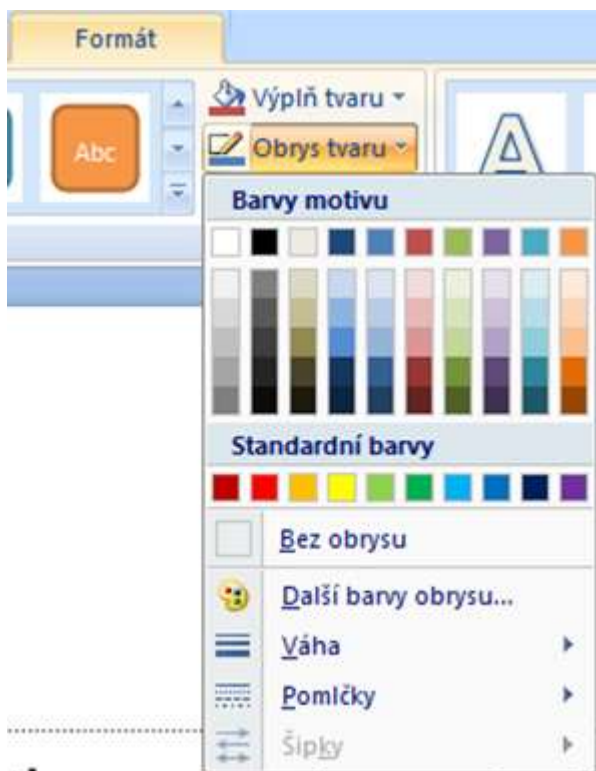 Formát
Výplň tvaru
Abc
Obrys tvaru
A
Barvy motivu
Standardní barvy
Bez obrysu
Další barvy obrysu...
Váha
Pomlčky
Šipky